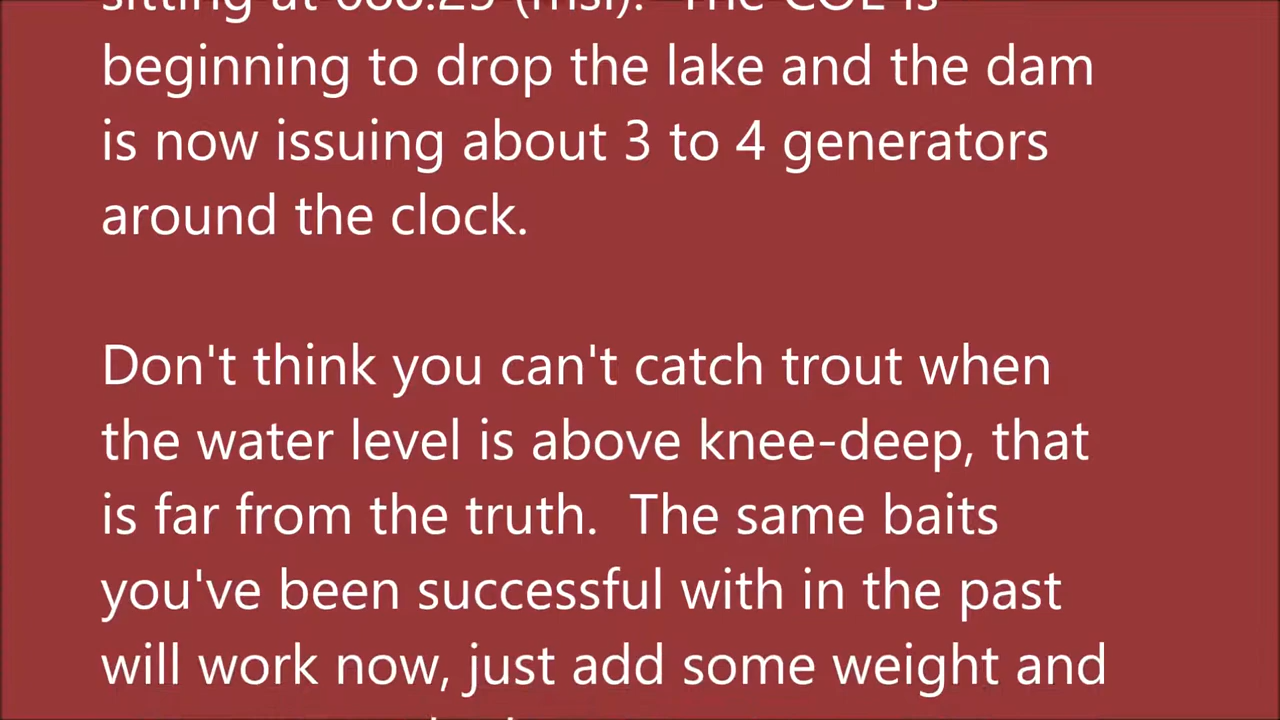 beginning to drop the lake and the dam
is now issuing about 3 to 4 generators
around the clock.
Don't think you can't catch trout when
the water level is above knee-deep, that
is far from the truth.  The same baits
you've been successful with in the past
will work now, just add some weight and